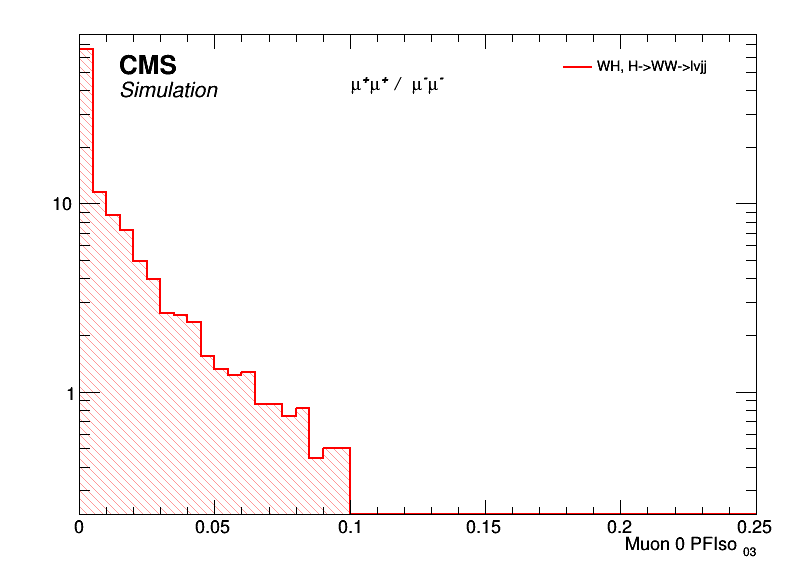 CMS
Simulation
μ⁺μ⁺ / μ⁻μ⁻
WH, H->WW->lvjj
10
1
0 0.05 0.1 0.15 0.2 0.25
Muon 0 PFIso 03